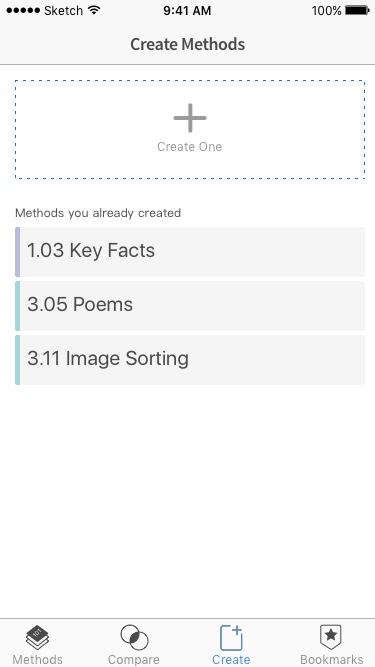 Sketch 9:41 AM 100%
Create Methods
Create One
Methods you already created
1.03 Key Facts
3.05 Poems
3.11 Image Sorting
101
Methods Compare Create Bookmarks